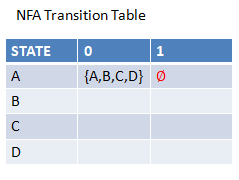 NFA Transition Table
STATE 0 1
A {A,B,C,D} Ø
B
C
D